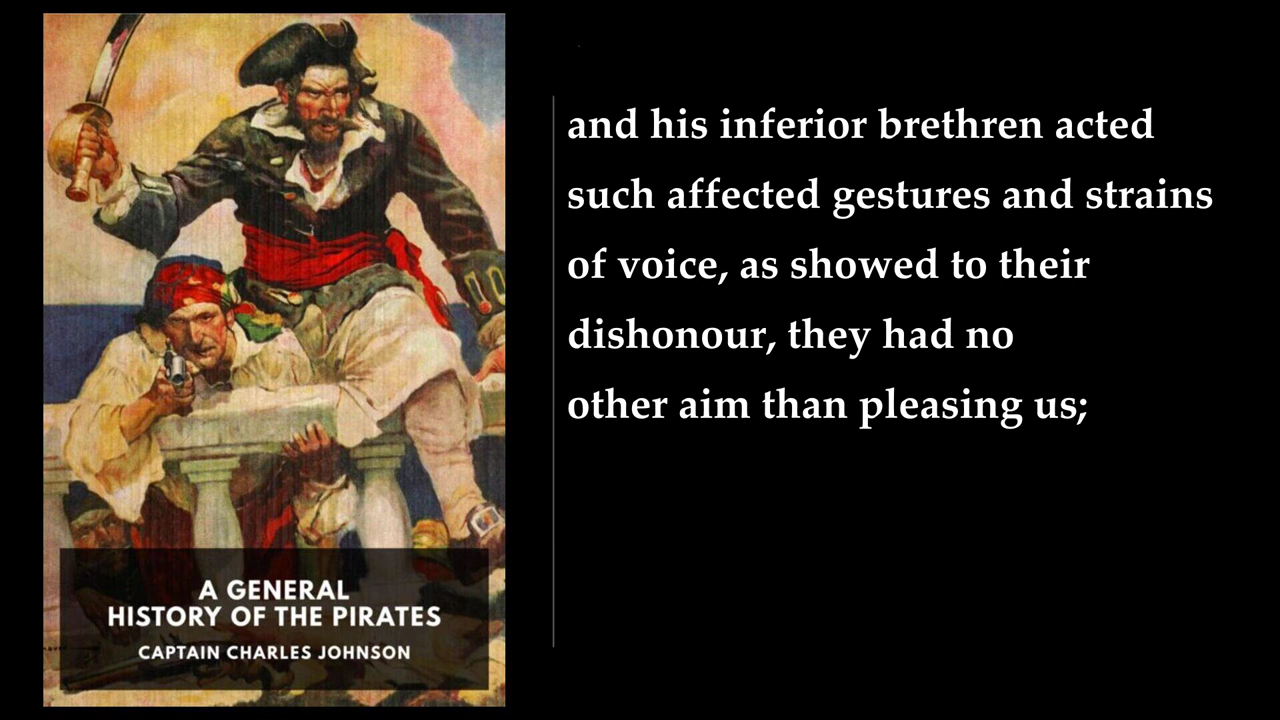 A GENERAL
HISTORY OF THE PIRATES
CAPTAIN CHARLES JOHNSON
and his inferior brethren acted
such affected gestures and strains
of voice, as showed to their
dishonour, they had no
other aim than pleasing us;